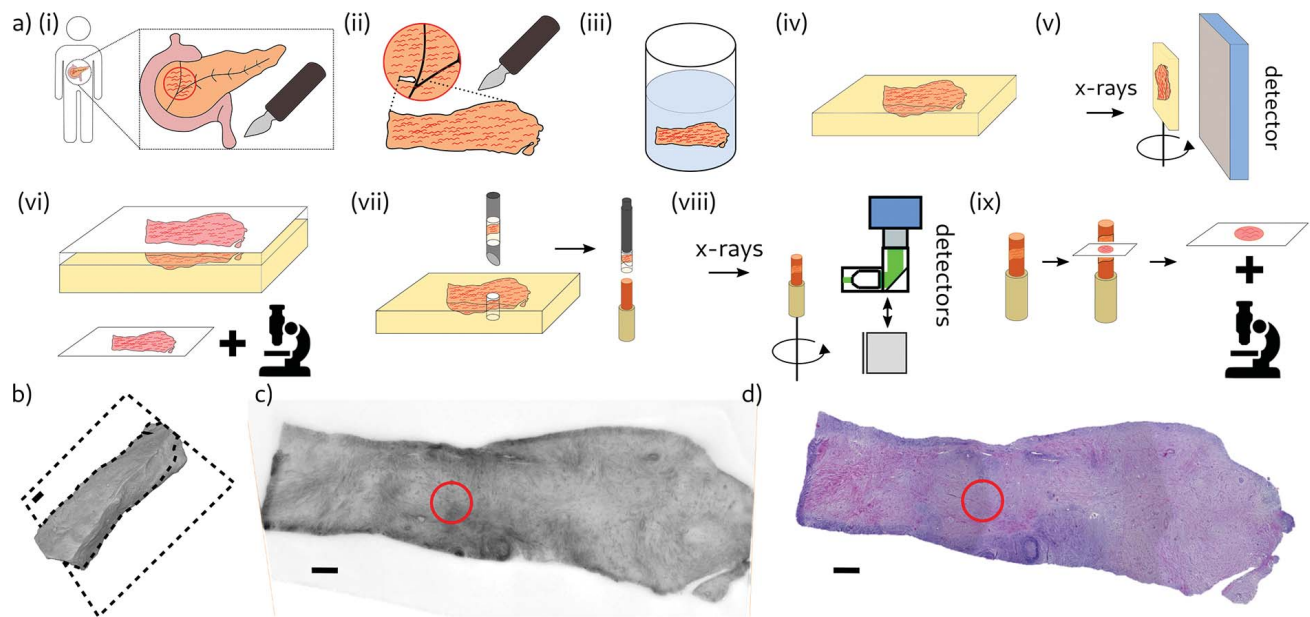 a) (i)
(ii)
(iii)
(iv)
(v)
x-rays
detector
(vi)
(vii)
(viii)
x-rays
detectors
(ix)
b)
c)
d)